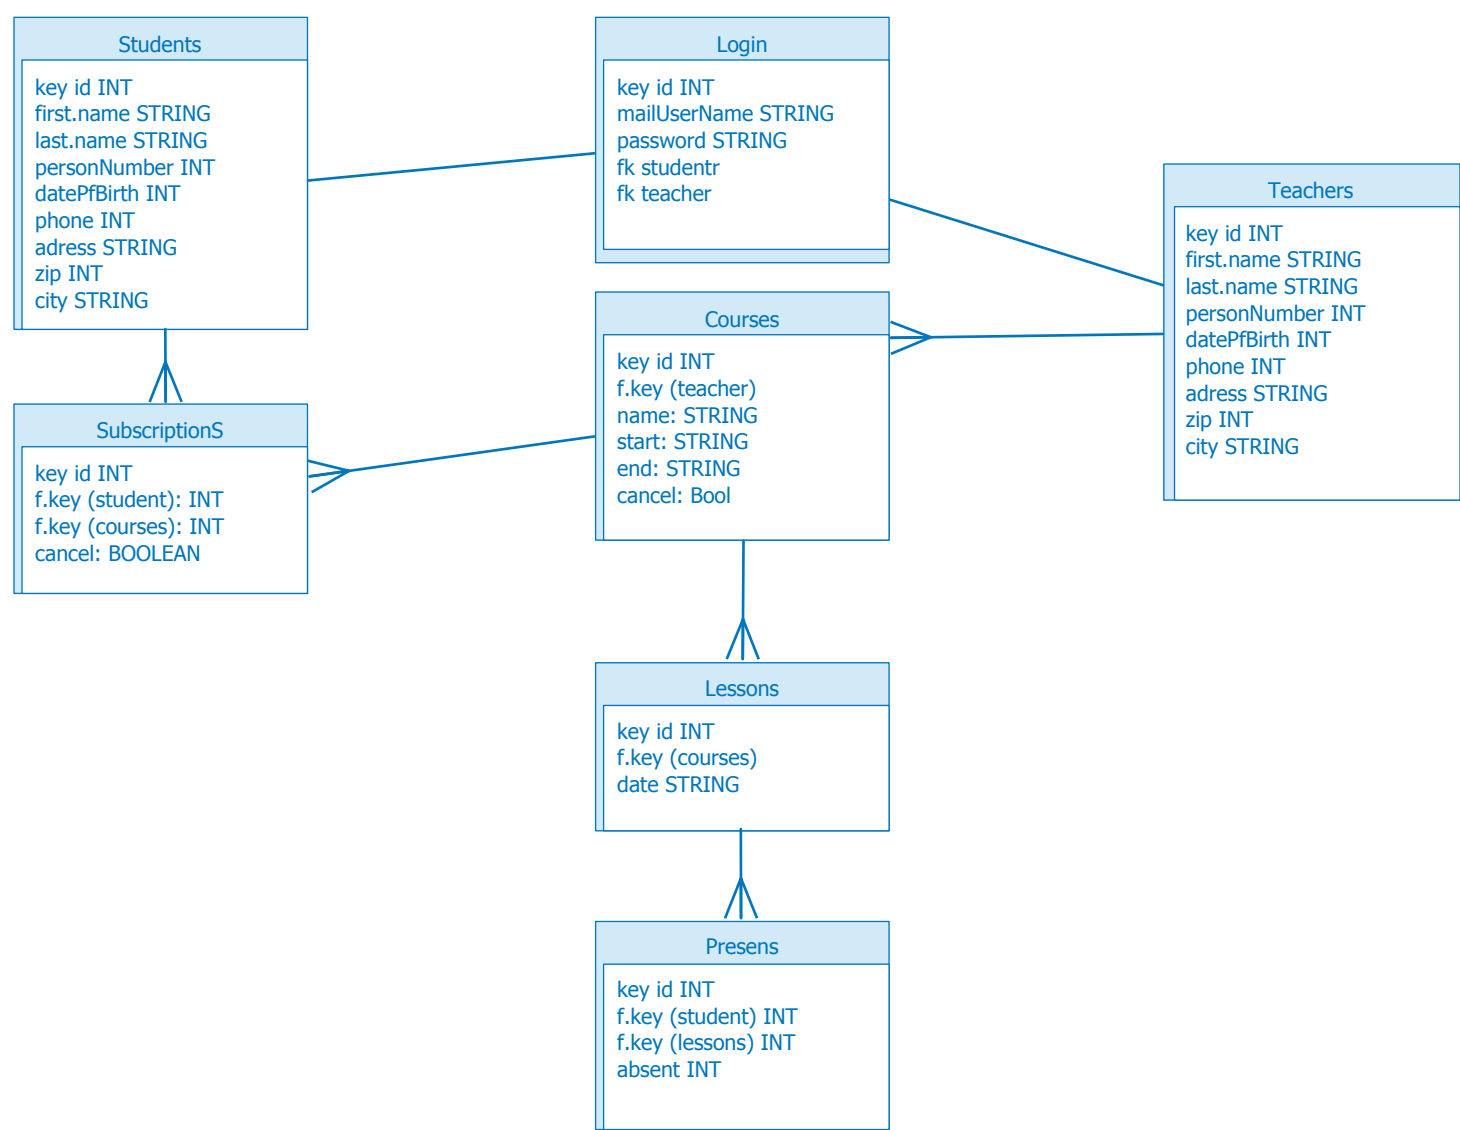 Students
key id INT
first.name STRING
last.name STRING
personNumber INT
datePfBirth INT
phone INT
adress STRING
zip INT
city STRING
Login
key id INT
mailUserName STRING
password STRING
fk studentr
fk teacher
Teachers
key id INT
first.name STRING
last.name STRING
personNumber INT
datePfBirth INT
phone INT
adress STRING
zip INT
city STRING
Courses
key id INT
f.key (teacher)
name: STRING
start: STRING
end: STRING
cancel: Bool
SubscriptionS
key id INT
f.key (student): INT
f.key (courses): INT
cancel: BOOLEAN
Lessons
key id INT
f.key (courses)
date STRING
Presens
key id INT
f.key (student) INT
f.key (lessons) INT
absent INT